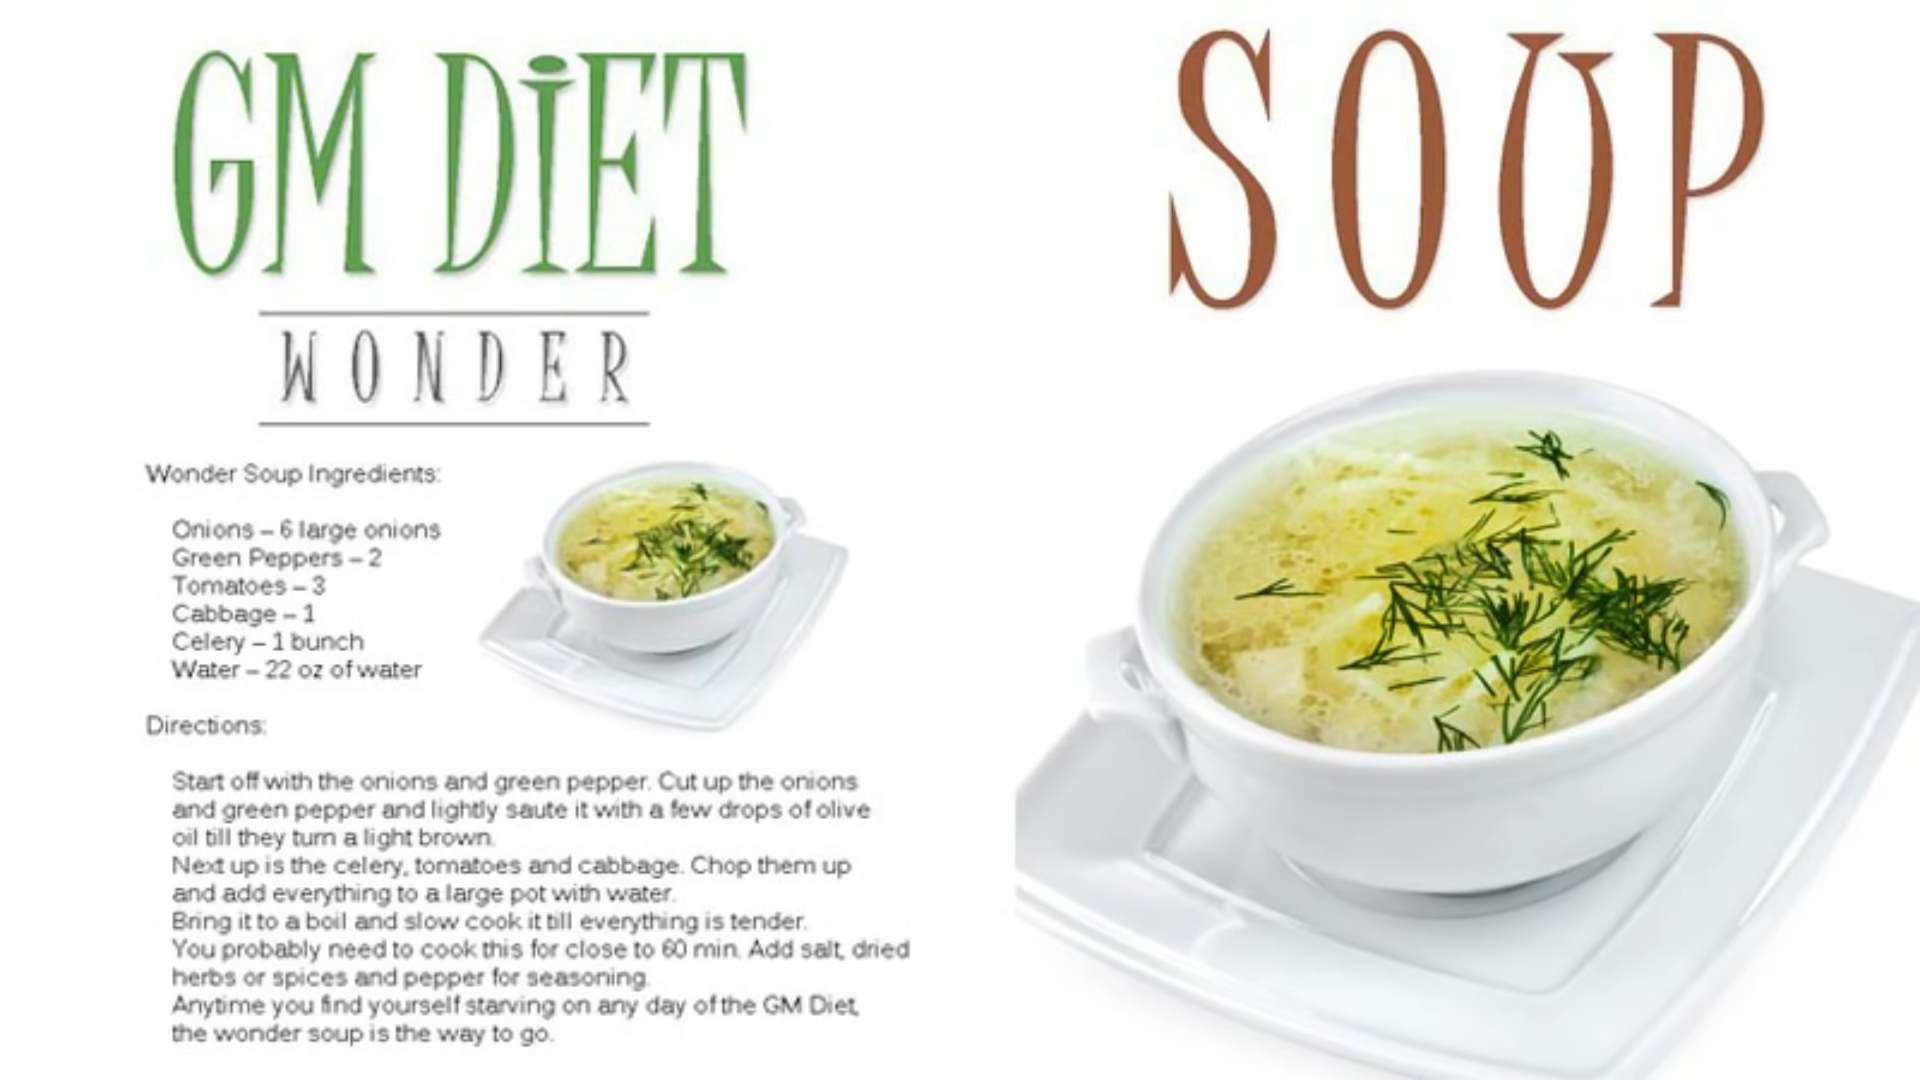 GM DiET
WONDER
SOUP
Wonder Soup Ingredients:
Onions – 6 large onions
Green Peppers – 2
Tomatoes – 3
Cabbage – 1
Celery – 1 bunch
Water – 22 oz of water
Directions:
Start off with the onions and green pepper. Cut up the onions
and green pepper and lightly saute it with a few drops of olive
oil till they turn a light brown.
Next up is the celery, tomatoes and cabbage. Chop them up
and add everything to a large pot with water.
Bring it to a boil and slow cook it till everything is tender.
You probably need to cook this for close to 60 min. Add salt, dried
herbs or spices and pepper for seasoning.
Anytime you find yourself starving on any day of the GM Diet,
the wonder soup is the way to go.